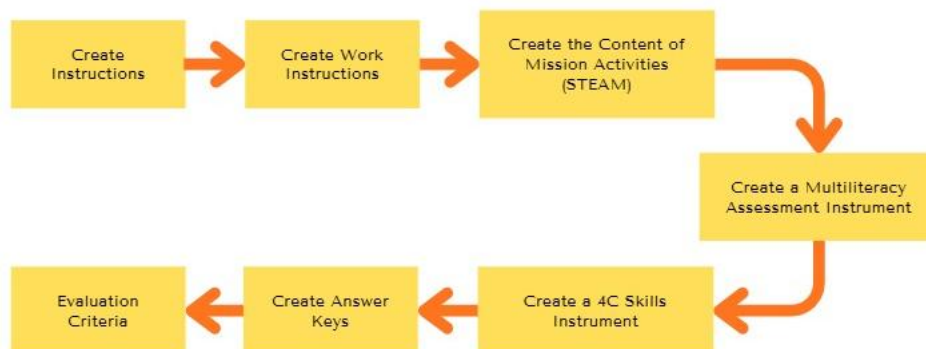 Create
Instructions
Create Work
Instructions
Create the Content of
Mission Activities
(STEAM)
Create a Multiliteracy
Assessment Instrument
Create a 4C Skills
Instrument
Create Answer
Keys
Evaluation
Criteria